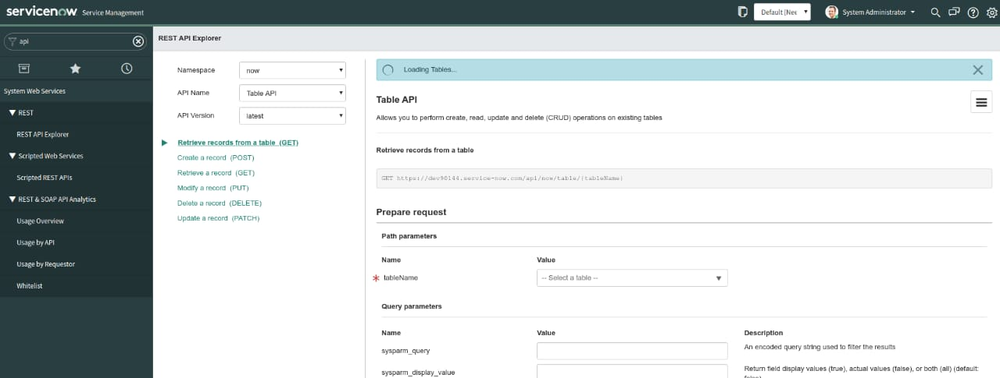 servicenow Service Management
Default [Nee
System Administrator
api
System Web Services
REST
REST API Explorer
Scripted Web Services
Scripted REST APIs
REST & SOAP API Analytics
Usage Overview
Usage by API
Usage by Requestor
Whitelist
REST API Explorer
Namespace now
API Name Table API
API Version latest
Retrieve records from a table (GET)
Create a record (POST)
Retrieve a record (GET)
Modify a record (PUT)
Delete a record (DELETE)
Update a record (PATCH)
Loading Tables...
Table API
Allows you to perform create, read, update and delete (CRUD) operations on existing tables
Retrieve records from a table
GET https://dev90144.service-now.com/api/now/table/{tableName}
Prepare request
Path parameters
Name Value
* tableName -- Select a table --
Query parameters
Name Value Description
sysparm_query An encoded query string used to filter the results
sysparm_display_value Return field display values (true), actual values (false), or both (all) (default: